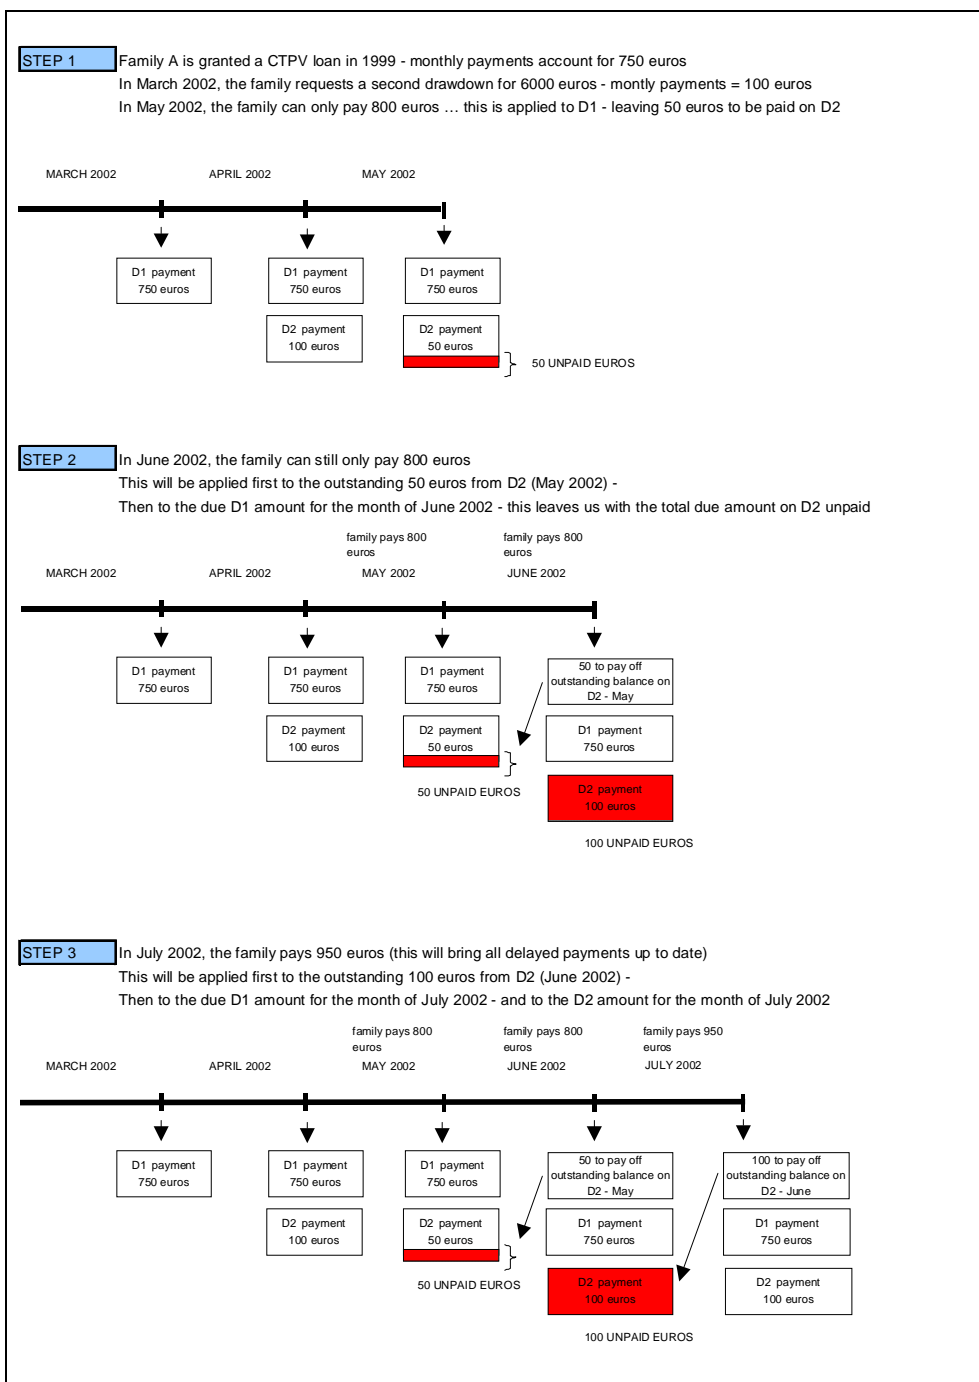 STEP 1
Family A is granted a CTPV loan in 1999 - monthly payments account for 750 euros
In March 2002, the family requests a second drawdown for 6000 euros - montly payments = 100 euros
In May 2002, the family can only pay 800 euros … this is applied to D1 - leaving 50 euros to be paid on D2
MARCH 2002
APRIL 2002
MAY 2002
D1 payment
750 euros
D1 payment
750 euros
D1 payment
750 euros
D2 payment
100 euros
D2 payment
50 euros
50 UNPAID EUROS
STEP 2
In June 2002, the family can still only pay 800 euros
This will be applied first to the outstanding 50 euros from D2 (May 2002) -
Then to the due D1 amount for the month of June 2002 - this leaves us with the total due amount on D2 unpaid
family pays 800
euros
family pays 800
euros
MARCH 2002
APRIL 2002
MAY 2002
JUNE 2002
D1 payment
750 euros
D1 payment
750 euros
D1 payment
750 euros
50 to pay off
outstanding balance on
D2 - May
D2 payment
100 euros
D2 payment
50 euros
D1 payment
750 euros
50 UNPAID EUROS
D2 payment
100 euros
100 UNPAID EUROS
STEP 3
In July 2002, the family pays 950 euros (this will bring all delayed payments up to date)
This will be applied first to the outstanding 100 euros from D2 (June 2002) -
Then to the due D1 amount for the month of July 2002 - and to the D2 amount for the month of July 2002
family pays 800
euros
family pays 800
euros
family pays 950
euros
MARCH 2002
APRIL 2002
MAY 2002
JUNE 2002
JULY 2002
D1 payment
750 euros
D1 payment
750 euros
D1 payment
750 euros
50 to pay off
outstanding balance on
D2 - May
100 to pay off
outstanding balance on
D2 - June
D2 payment
100 euros
D2 payment
50 euros
D1 payment
750 euros
D1 payment
750 euros
50 UNPAID EUROS
D2 payment
100 euros
D2 payment
100 euros
100 UNPAID EUROS